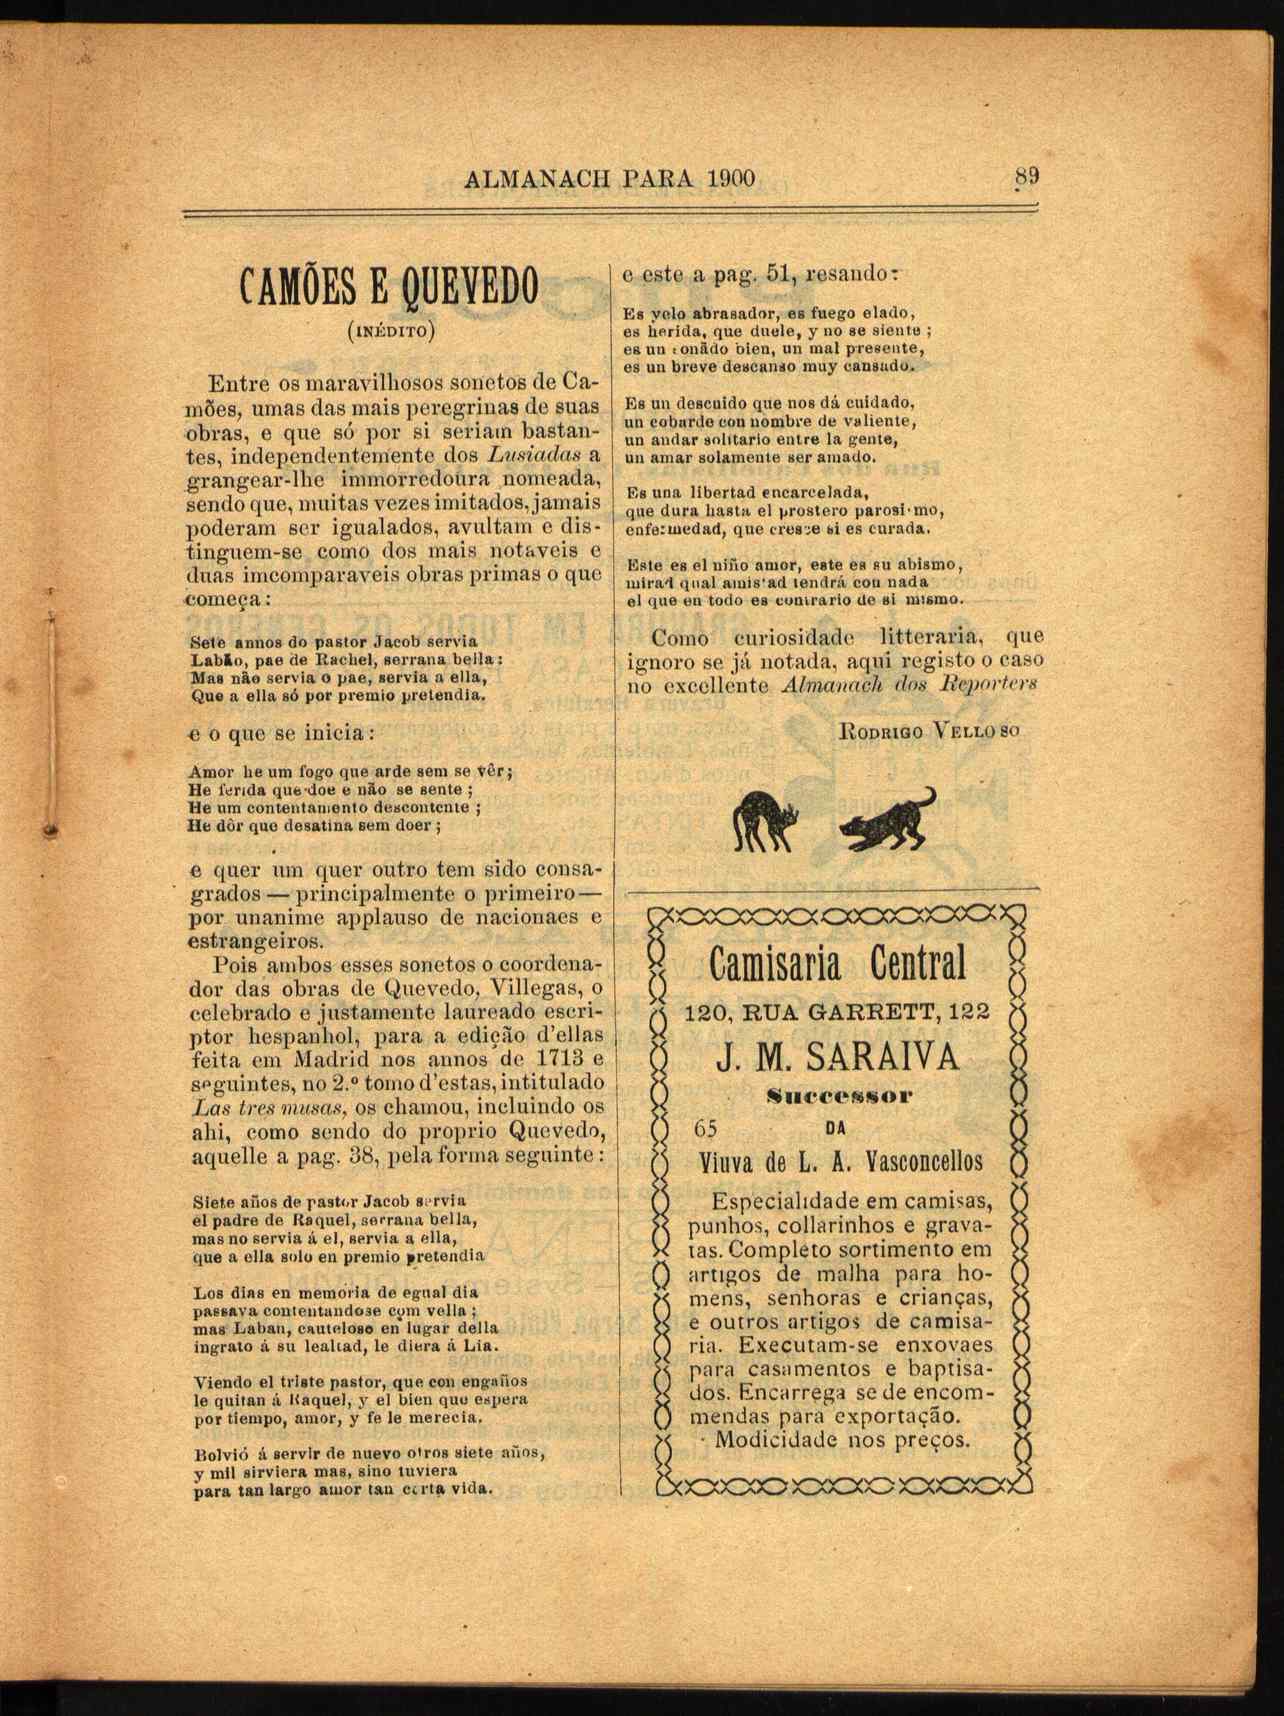 ALMANACH PARA 1900
89
CAMÕES E QUEVEDO
(INÉDITO)
Entre os maravilhosos sonetos de Ca-
mões, umas das mais peregrinas de suas
obras, e que só por si seriam bastan-
tes, independentemente dos Lusiadas a
grangear-lhe immorredoura nomeada,
sendo que, muitas vezes imitados, jamais
poderam ser igualados, avultam e dis-
tinguem-se como dos mais notaveis e
duas imcomparaveis obras primas o que
começa:
Sete annos do pastor Jacob servia
Labão, pae de Rachel, serrana bella:
Mas não servia o pae, servia a ella,
Que a ella só por premio pretendia.
e o que se inicia:
Amor he um fogo que arde sem se vêr;
He ferida que doe e não se sente;
He um contentamento descontente;
He dôr que desatina sem doer;
e quer um quer outro tem sido consa-
grados — principalmente o primeiro —
por unanime applauso de nacionaes e
estrangeiros.
Pois ambos esses sonetos o coordena-
dor das obras de Quevedo, Villegas, o
celebrado e justamente laureado escri-
ptor hespanhol, para a edição d'ellas
feita em Madrid nos annos de 1713 e
seguintes, no 2.º tomo d'estas, intitulado
Las tres musas, os chamou, incluindo os
ahi, como sendo do proprio Quevedo,
aquelle a pag. 38, pela forma seguinte:
Siete años de pastor Jacob servia
el padre de Raquel, serrana bella,
mas no servia á el, servia a ella,
que a ella solo en premio pretendia
Los dias en memoria de egual dia
passava contentandose com vella;
mas Laban, cauteloso en lugar della
ingrato á su lealtad, le diera á Lia.
Viendo el triste pastor, que con engaños
le quitan á Raquel, y el bien que espera
por tiempo, amor, y fe le merecia.
Bolvió á servir de nuevo otros siete años,
y mil sirviera mas, sino tuviera
para tan largo amor tan corta vida.
e este a pag. 51, resando:
Es yelo abrasador, es fuego elado,
es herida, que duele, y no se siente;
es un sonãdo bien, un mal presente,
es un breve descanso muy cansado.
Es un descuido que nos dá cuidado,
un cobarde con nombre de valiente,
un andar solitario entre la gente,
un amar solamente ser amado.
Es una libertad encarcelada,
que dura hasta el prostero parosismo,
enfermedad, que cresce si es curada.
Este es el niño amor, este es su abismo,
mirad qual amistad tendrá con nada
el que en todo es contrario de si mismo.
Como curiosidade litteraria, que
ignoro se já notada, aqui registo o caso
no excellente Almanach dos Reporters
RODRIGO VELLOSO
Camisaria Central
120, RUA GARRETT, 122
J. M. SARAIVA
Successor
65 DA
Viuva de L. A. Vasconcellos
Especialidade em camisas,
punhos, collarinhos e grava-
tas. Completo sortimento em
artigos de malha para ho-
mens, senhoras e crianças,
e outros artigos de camisa-
ria. Executam-se enxovaes
para casamentos e baptisa-
dos. Encarrega se de encom-
mendas para exportação.
Modicidade nos preços.